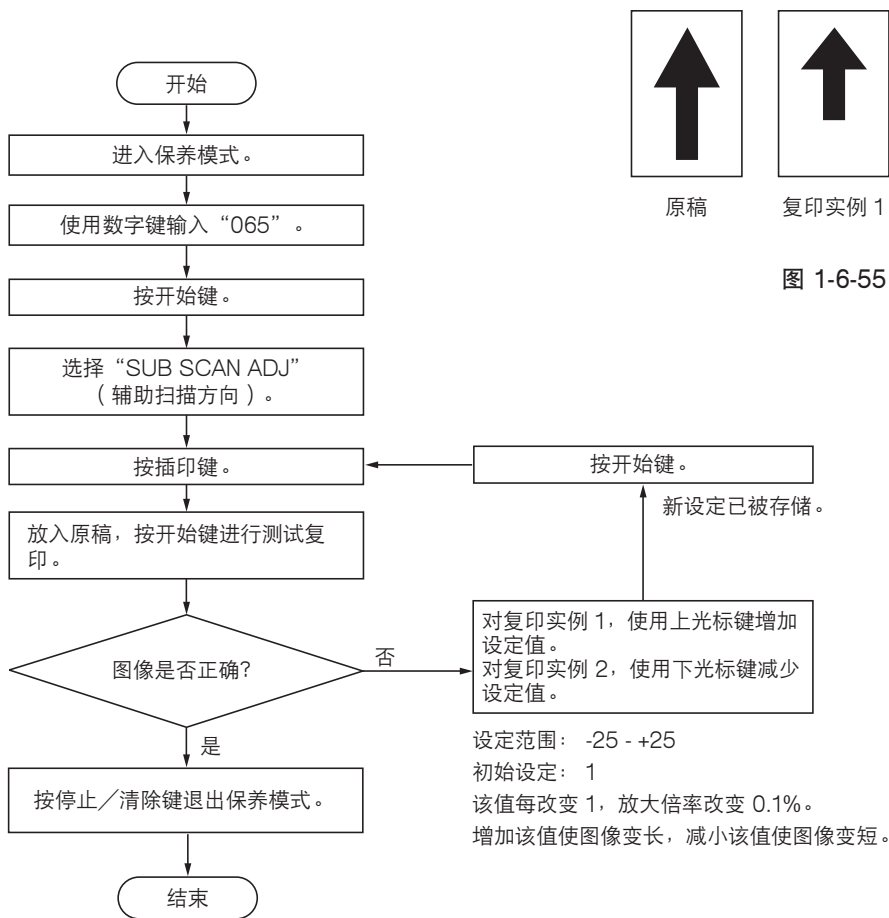 开始
进入保养模式。
使用数字键输入“065”。
按开始键。
选择“SUB SCAN ADJ”
（辅助扫描方向）。
按插印键。
放入原稿，按开始键进行测试复
印。
图像是否正确？
是
按停止／清除键退出保养模式。
结束
否
按开始键。
新设定已被存储。
对复印实例 1，使用上光标键增加
设定值。
对复印实例 2，使用下光标键减少
设定值。
设定范围： -25 - +25
初始设定： 1
该值每改变 1，放大倍率改变 0.1%。
增加该值使图像变长，减小该值使图像变短。
原稿
复印实例 1
图 1-6-55